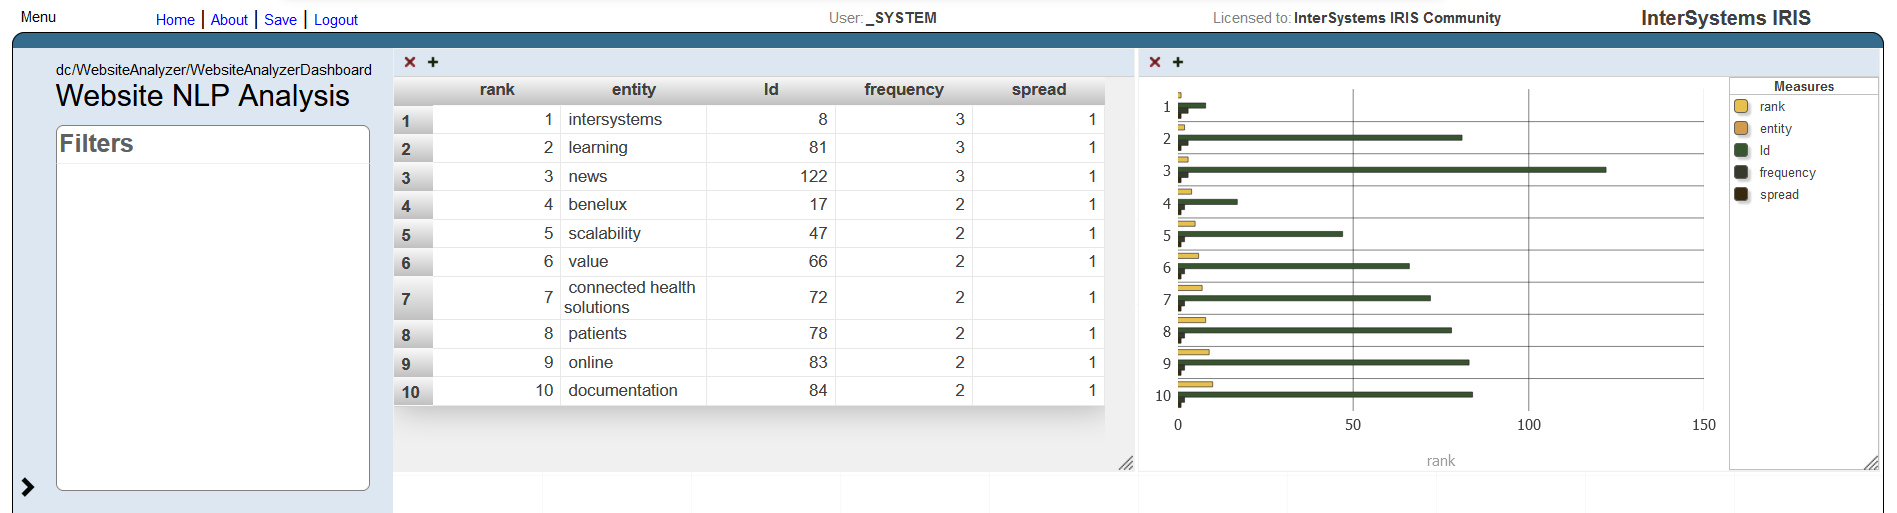 Menu Home | About | Save | Logout User: _SYSTEM Licensed to: InterSystems IRIS Community InterSystems IRIS
dc/WebsiteAnalyzer/WebsiteAnalyzerDashboard
Website NLP Analysis
Filters
rank entity Id frequency spread
1 1 intersystems 8 3 1
2 2 learning 81 3 1
3 3 news 122 3 1
4 4 benelux 17 2 1
5 5 scalability 47 2 1
6 6 value 66 2 1
7 7 connected health solutions 72 2 1
8 8 patients 78 2 1
9 9 online 83 2 1
10 10 documentation 84 2 1
1
2
3
4
5
6
7
8
9
10
0 50 100 150
rank
Measures
rank
entity
Id
frequency
spread